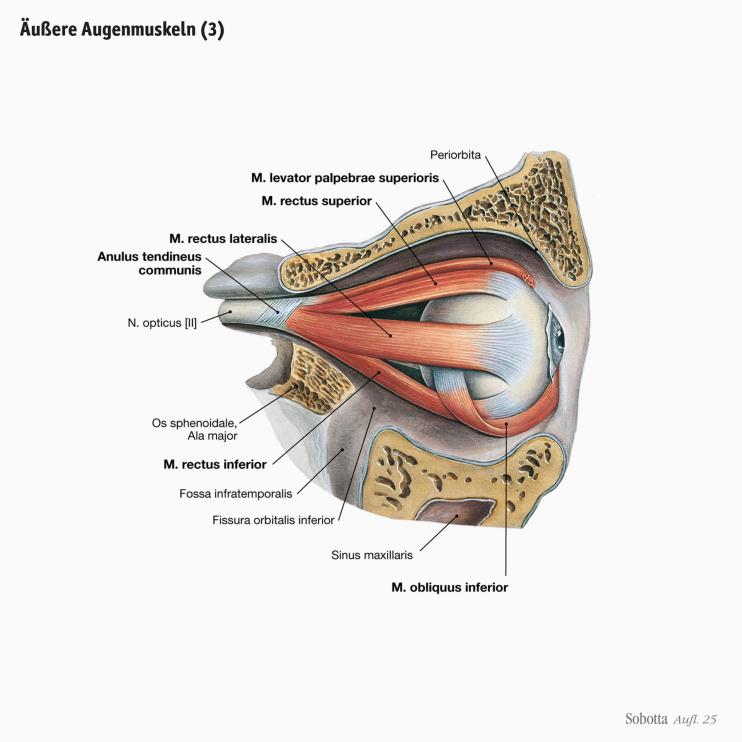 Äußere Augenmuskeln (3)
Periorbita
M. levator palpebrae superioris
M. rectus superior
M. rectus lateralis
Anulus tendineus
communis
N. opticus [II]
Os sphenoidale,
Ala major
M. rectus inferior
Fossa infratemporalis
Fissura orbitalis inferior
Sinus maxillaris
M. obliquus inferior
Sobotta Aufl. 25